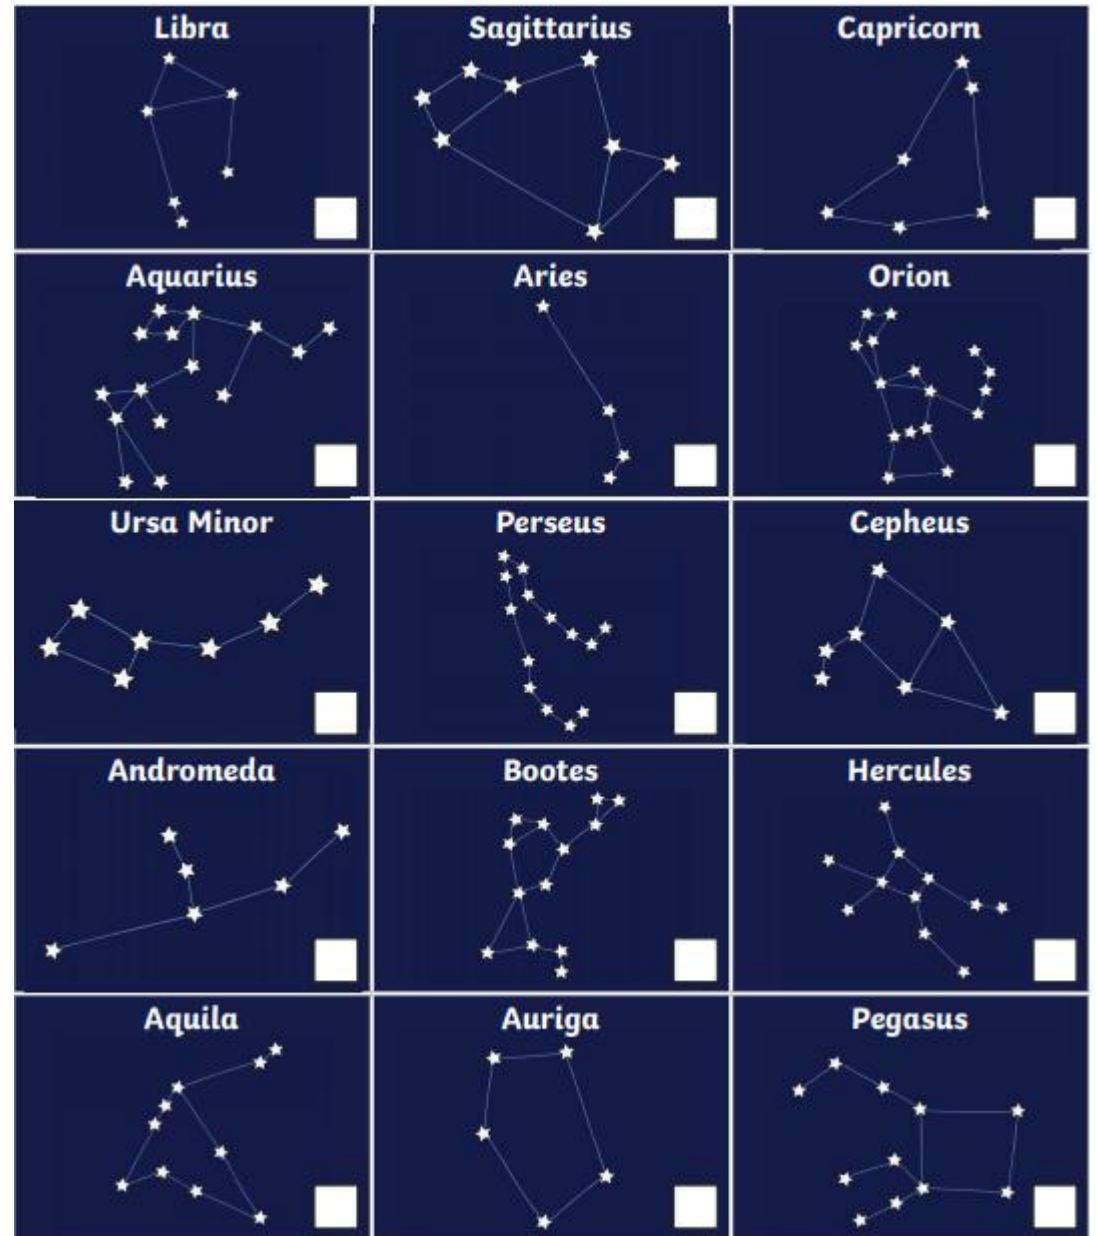 Libra
Sagittarius
Capricorn
Aquarius
Aries
Orion
Ursa Minor
Perseus
Cepheus
Andromeda
Bootes
Hercules
Aquila
Auriga
Pegasus